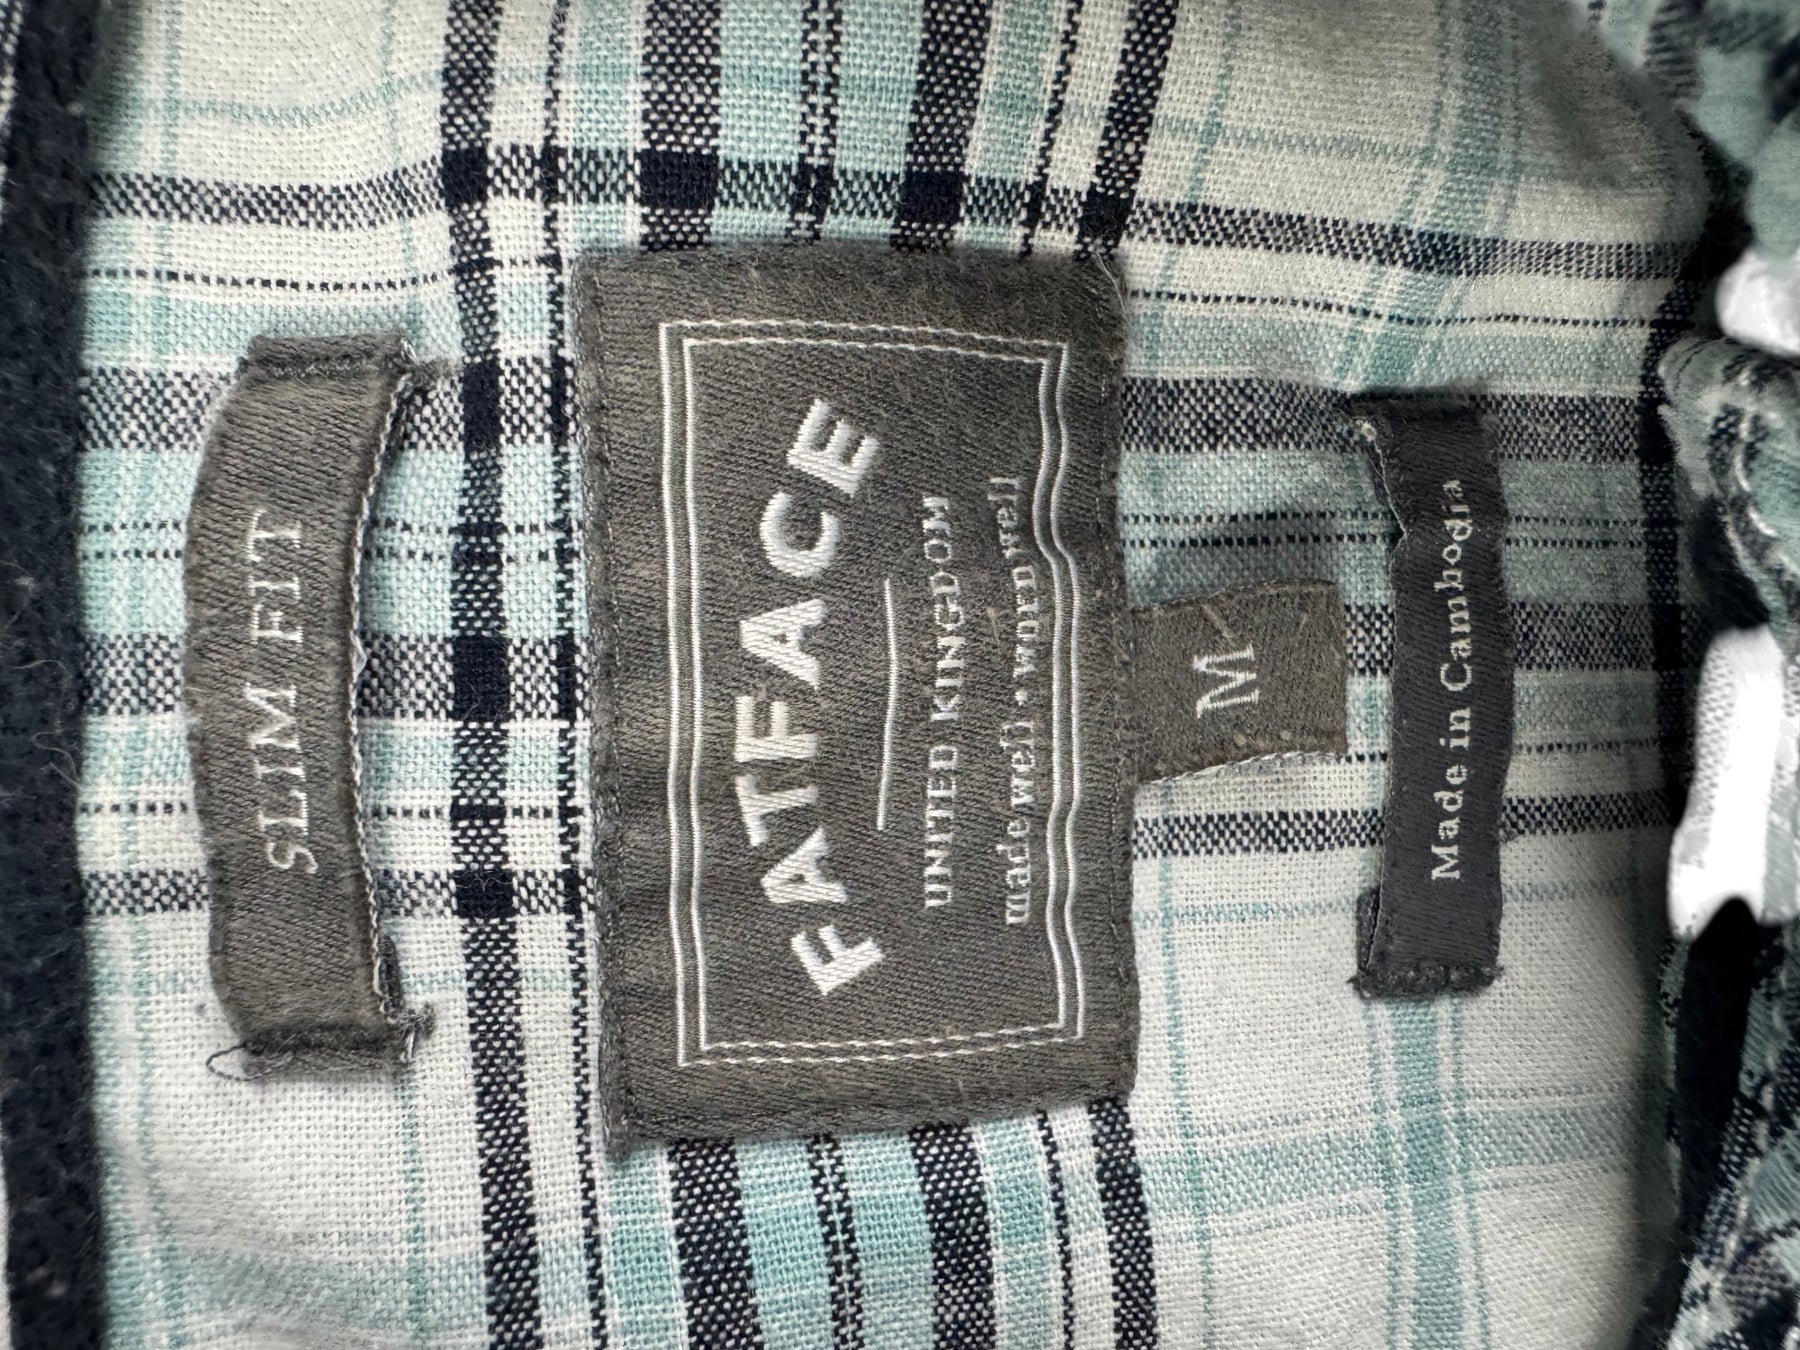 SLIM FIT
FATFACE
UNITED KINGDOM
made well • worn well
M
Made in Cambodia